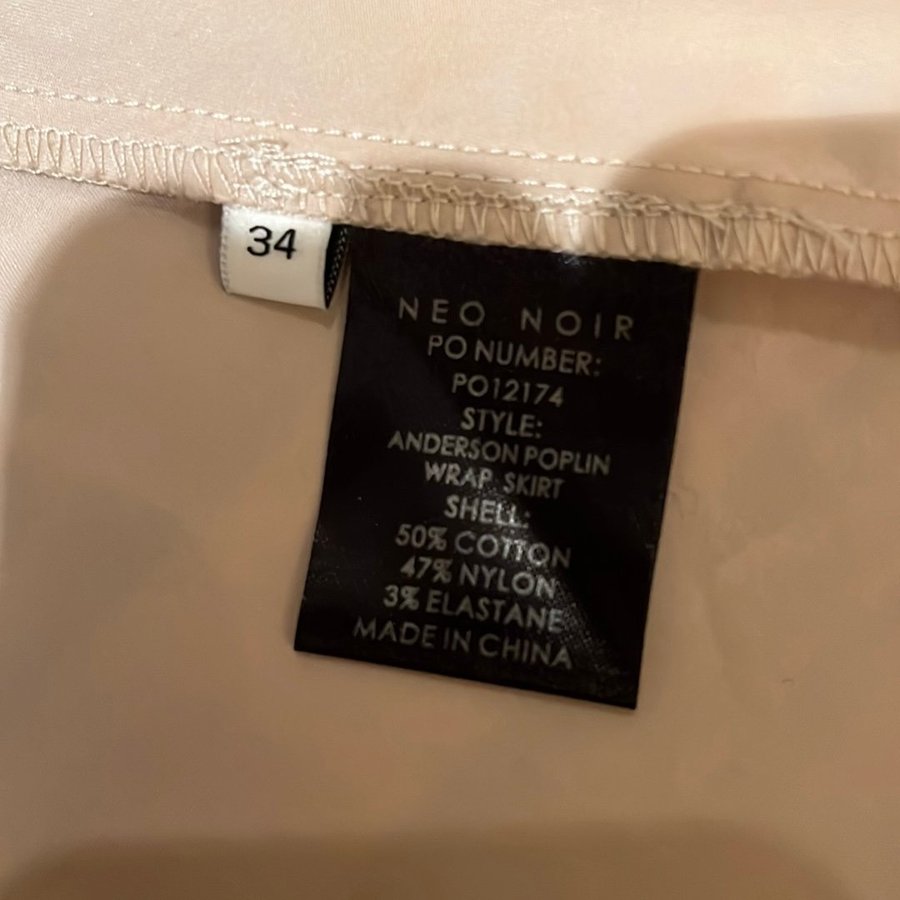 34
NEO NOIR
PO NUMBER:
PO12174
STYLE:
ANDERSON POPLIN
WRAP SKIRT
SHELL:
50% COTTON
47% NYLON
3% ELASTANE
MADE IN CHINA